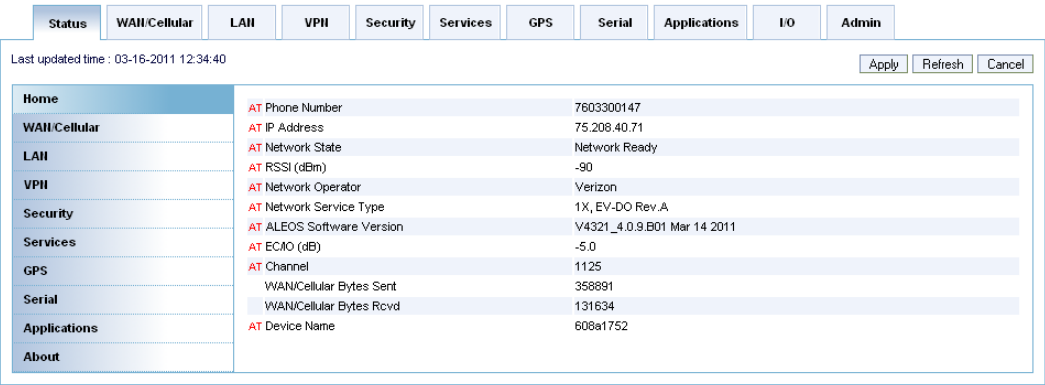 Status WAN/Cellular LAN VPN Security Services GPS Serial Applications I/O Admin
Last updated time : 03-16-2011 12:34:40
Apply Refresh Cancel
Home
WAN/Cellular
LAN
VPN
Security
Services
GPS
Serial
Applications
About
AT Phone Number 7603300147
AT IP Address 75.208.40.71
AT Network State Network Ready
AT RSSI (dBm) -90
AT Network Operator Verizon
AT Network Service Type 1X, EV-DO Rev.A
AT ALEOS Software Version V4321_4.0.9.B01 Mar 14 2011
AT EC/IO (dB) -5.0
AT Channel 1125
WAN/Cellular Bytes Sent 358891
WAN/Cellular Bytes Rcvd 131634
AT Device Name 608a1752